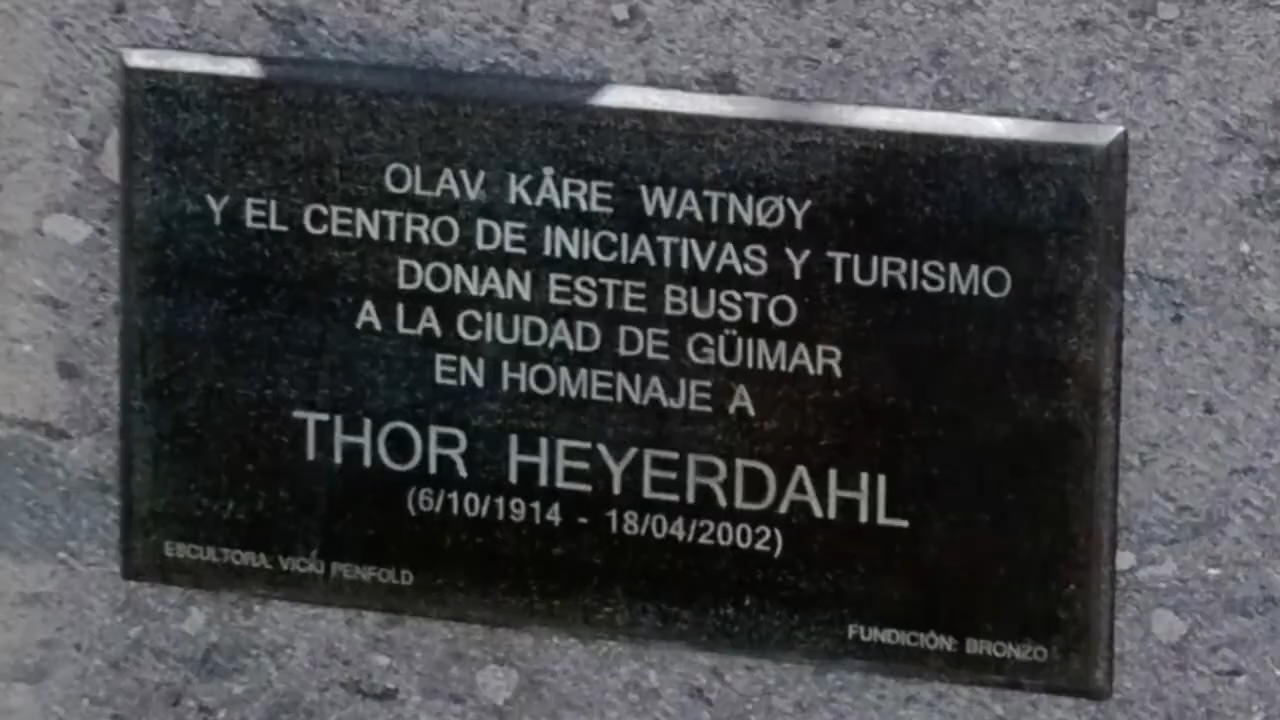 OLAV KÅRE WATNØY
Y EL CENTRO DE INICIATIVAS Y TURISMO
DONAN ESTE BUSTO
A LA CIUDAD DE GÜIMAR
EN HOMENAJE A
THOR HEYERDAHL
(6/10/1914 - 18/04/2002)
ESCULTORA: VICKI PENFOLD
FUNDICIÓN: BRONZO